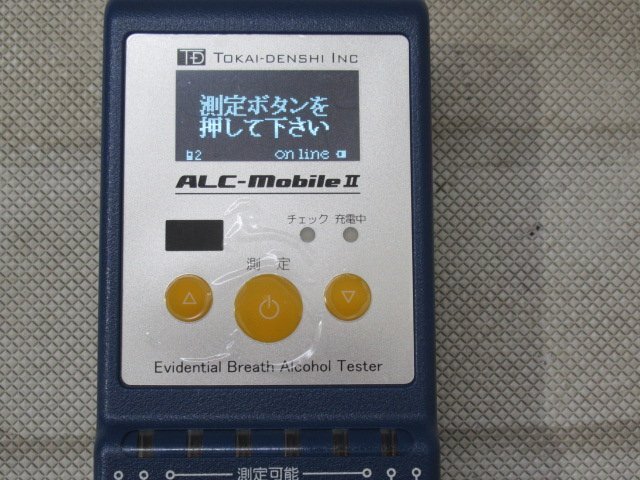 TD TOKAI-DENSHI INC
測定ボタンを
押して下さい
2 on line
ALC-Mobile II
チェック 充電中
測定
Evidential Breath Alcohol Tester
測定可能